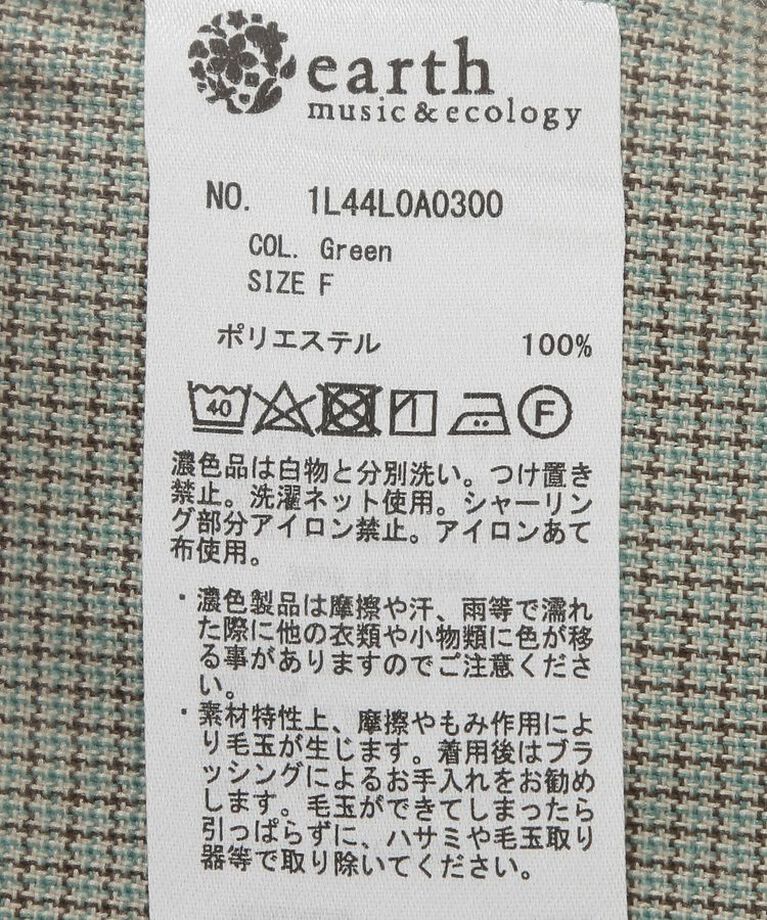 earth
music&ecology
NO. 1L44L0A0300
COL. Green
SIZE F
ポリエステル 100%
40
F
濃色品は白物と分別洗い。つけ置き
禁止。洗濯ネット使用。シャーリン
グ部分アイロン禁止。アイロンあて
布使用。
・濃色製品は摩擦や汗、雨等で濡れ
た際に他の衣類や小物類に色が移
る事がありますのでご注意くださ
い。
・素材特性上、摩擦やもみ作用によ
り毛玉が生じます。着用後はブラ
ッシングによるお手入れをお勧め
します。毛玉ができてしまったら
引っぱらずに、ハサミや毛玉取り
器等で取り除いてください。